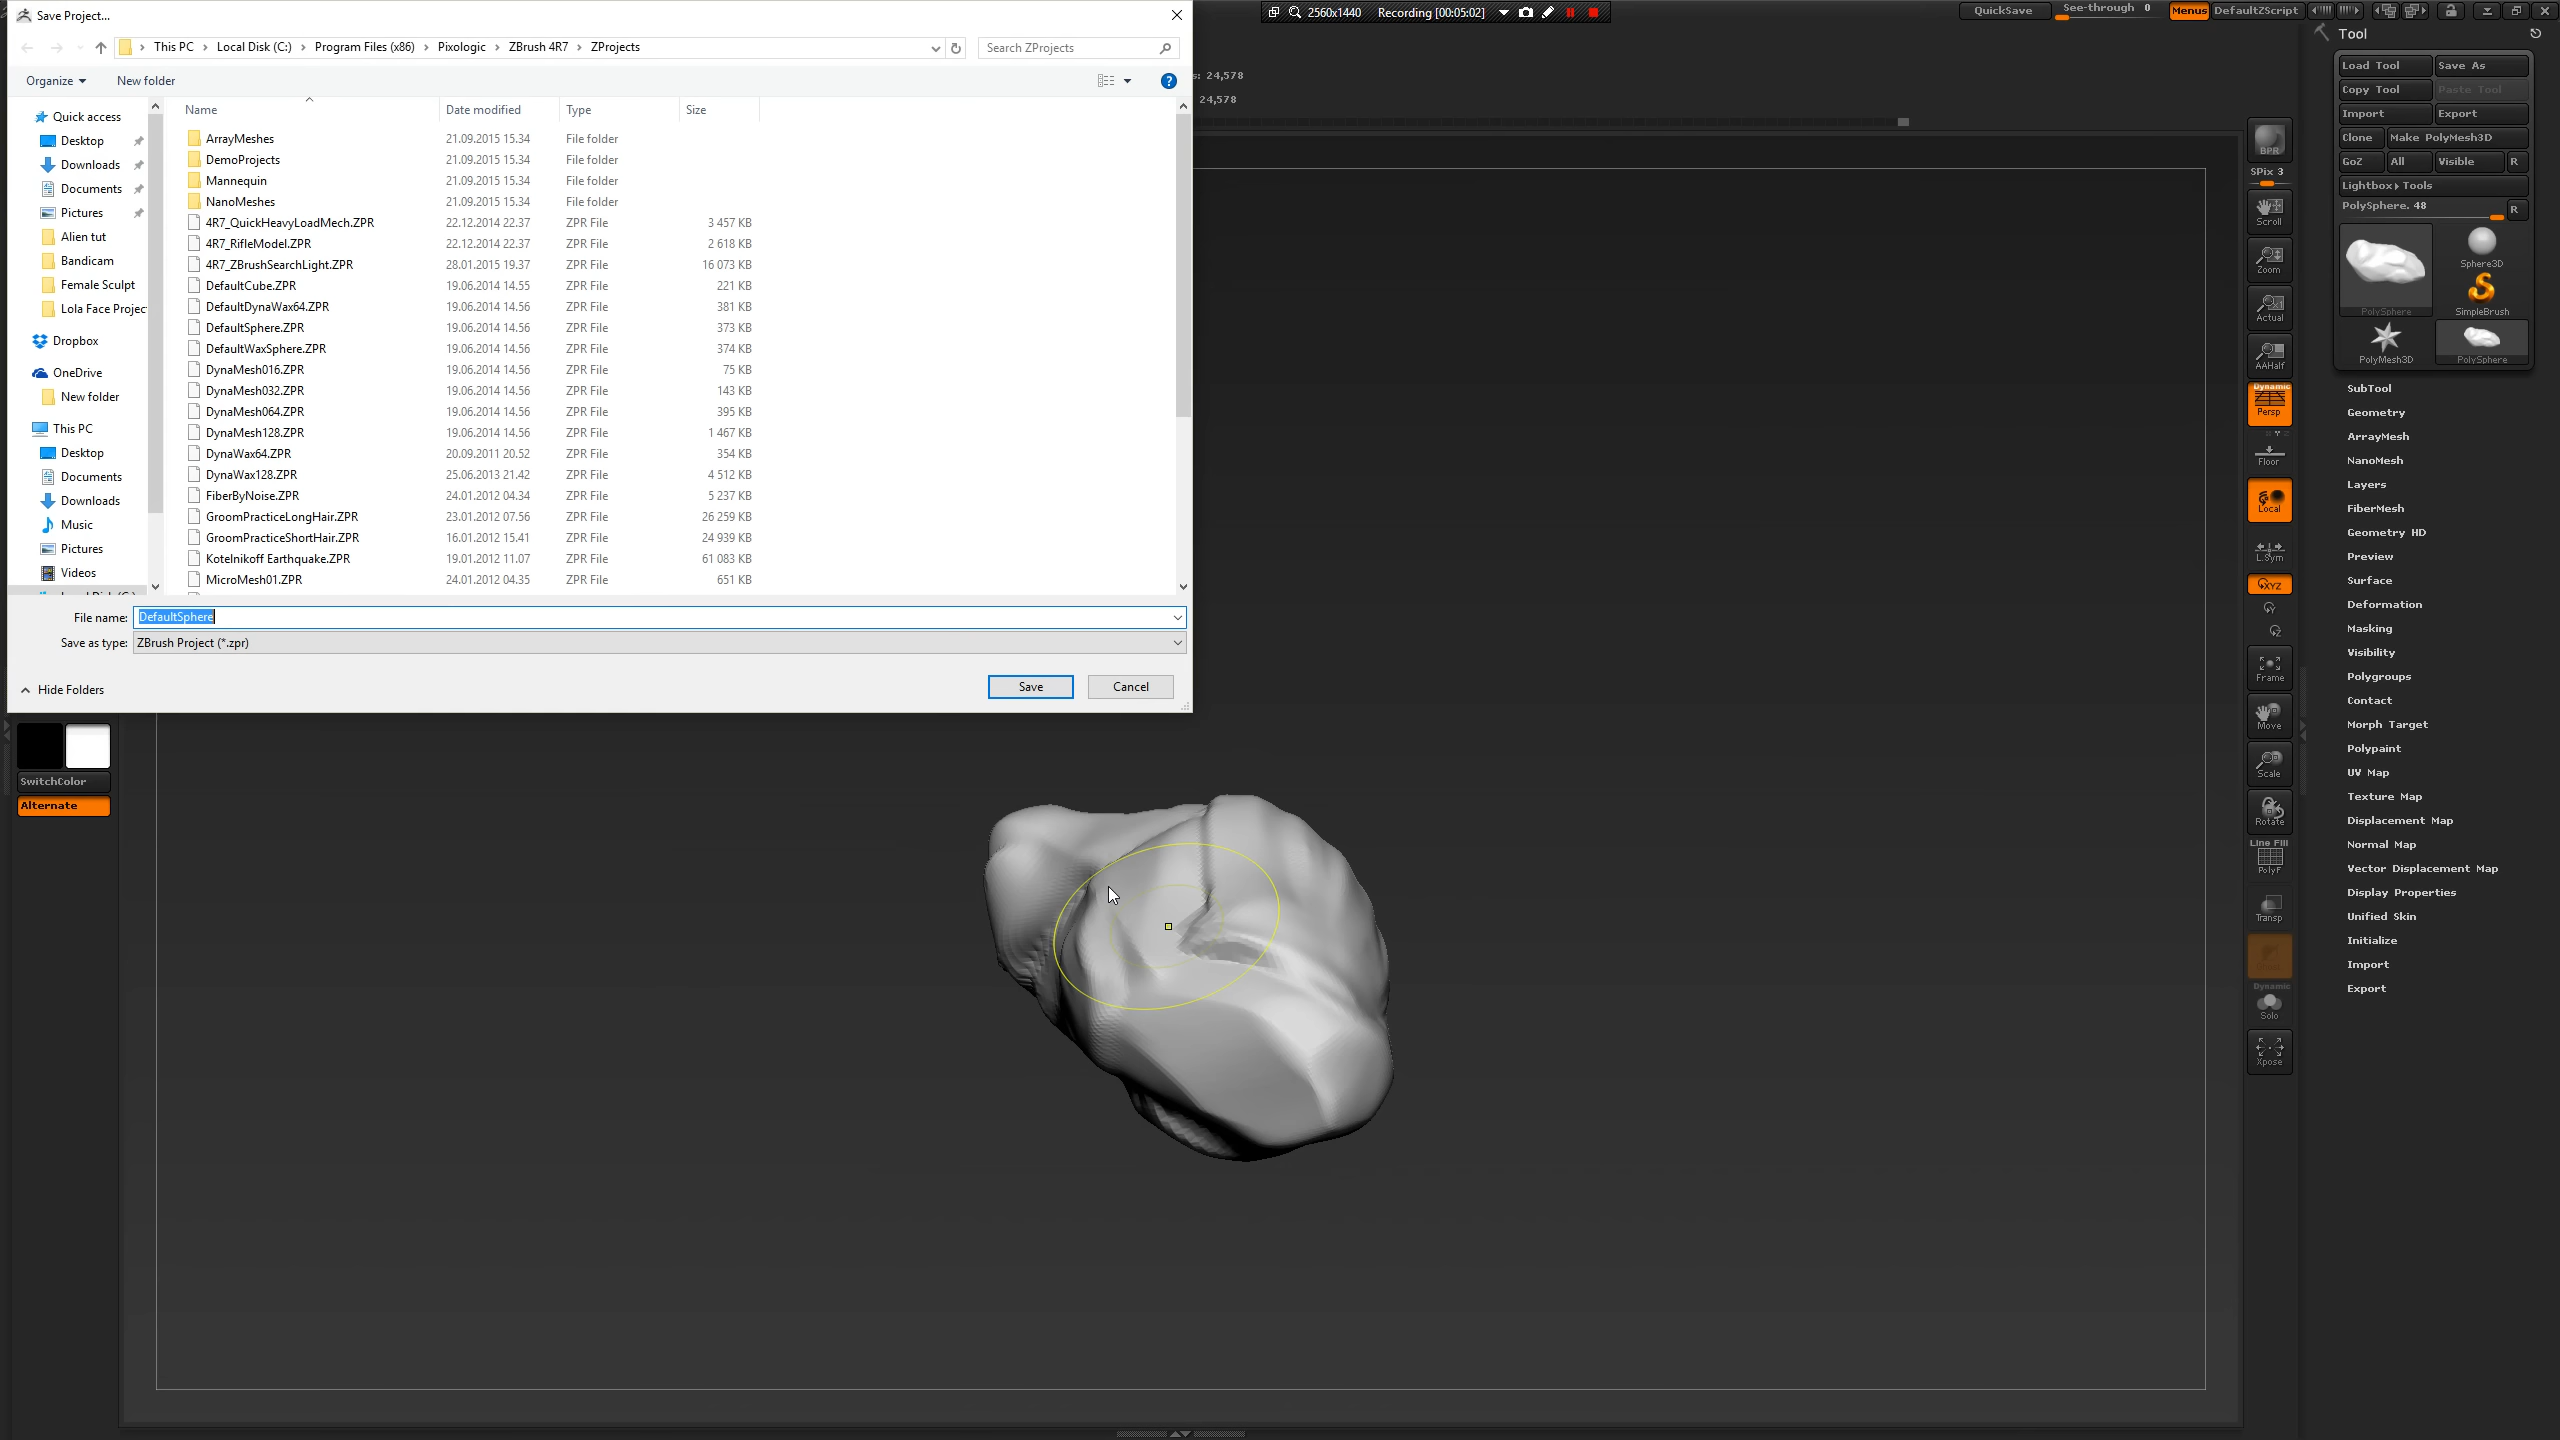 Save Project...
This PC Local Disk (C:) Program Files (x86) Pixologic ZBrush 4R7 ZProjects
Search ZProjects
Organize New folder
Name Date modified Type Size
Quick access
Desktop
Downloads
Documents
Pictures
Alien tut
Bandicam
Female Sculpt
Lola Face Projec
Dropbox
OneDrive
New folder
This PC
Desktop
Documents
Downloads
Music
Pictures
Videos
ArrayMeshes 21.09.2015 15.34 File folder
DemoProjects 21.09.2015 15.34 File folder
Mannequin 21.09.2015 15.34 File folder
NanoMeshes 21.09.2015 15.34 File folder
4R7_QuickHeavyLoadMech.ZPR 22.12.2014 22.37 ZPR File 3 457 KB
4R7_RifleModel.ZPR 22.12.2014 22.37 ZPR File 2 618 KB
4R7_ZBrushSearchLight.ZPR 28.01.2015 19.37 ZPR File 16 073 KB
DefaultCube.ZPR 19.06.2014 14.55 ZPR File 221 KB
DefaultDynaWax64.ZPR 19.06.2014 14.56 ZPR File 381 KB
DefaultSphere.ZPR 19.06.2014 14.56 ZPR File 373 KB
DefaultWaxSphere.ZPR 19.06.2014 14.56 ZPR File 374 KB
DynaMesh016.ZPR 19.06.2014 14.56 ZPR File 75 KB
DynaMesh032.ZPR 19.06.2014 14.56 ZPR File 143 KB
DynaMesh064.ZPR 19.06.2014 14.56 ZPR File 395 KB
DynaMesh128.ZPR 19.06.2014 14.56 ZPR File 1 467 KB
DynaWax64.ZPR 20.09.2011 20.52 ZPR File 354 KB
DynaWax128.ZPR 25.06.2013 21.42 ZPR File 4 512 KB
FiberByNoise.ZPR 24.01.2012 04.34 ZPR File 5 237 KB
GroomPracticeLongHair.ZPR 23.01.2012 07.56 ZPR File 26 259 KB
GroomPracticeShortHair.ZPR 16.01.2012 15.41 ZPR File 24 939 KB
Kotelnikoff Earthquake.ZPR 19.01.2012 11.07 ZPR File 61 083 KB
MicroMesh01.ZPR 24.01.2012 04.35 ZPR File 651 KB
File name: DefaultSphere
Save as type: ZBrush Project (*.zpr)
Hide Folders
Save Cancel
2560x1440 Recording [00:05:02]
s: 24,578
24,578
QuickSave See-through 0 Menus DefaultZScript
SwitchColor
Alternate
BPR
SPix 3
Scroll
Zoom
Actual
AAHalf
Dynamic
Persp
Floor
Local
L.Sym
XYZ
Y
Z
Frame
Move
Scale
Rotate
Line Fill
PolyF
Transp
Dynamic
Solo
Xpose
Tool
Load Tool Save As
Copy Tool Paste Tool
Import Export
Clone Make PolyMesh3D
GoZ All Visible R
Lightbox Tools
PolySphere. 48 R
Sphere3D
PolySphere SimpleBrush
PolyMesh3D PolySphere
SubTool
Geometry
ArrayMesh
NanoMesh
Layers
FiberMesh
Geometry HD
Preview
Surface
Deformation
Masking
Visibility
Polygroups
Contact
Morph Target
Polypaint
UV Map
Texture Map
Displacement Map
Normal Map
Vector Displacement Map
Display Properties
Unified Skin
Initialize
Import
Export